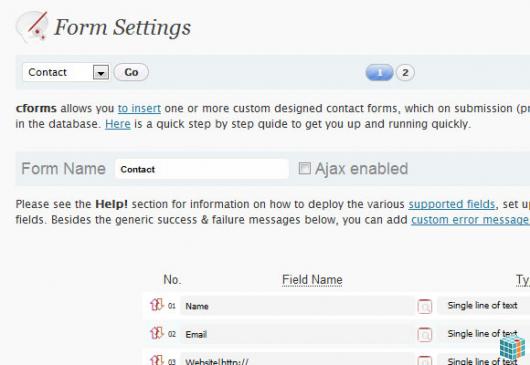 Form Settings
Contact Go 1 2
cforms allows you to insert one or more custom designed contact forms, which on submission (pr
in the database. Here is a quick step by step quide to get you up and running quickly.
Form Name Contact Ajax enabled
Please see the Help! section for information on how to deploy the various supported fields, set up
fields. Besides the generic success & failure messages below, you can add custom error message
No. Field Name Ty
01 Name Single line of text
02 Email Single line of text
03 Website|http:// Single line of text